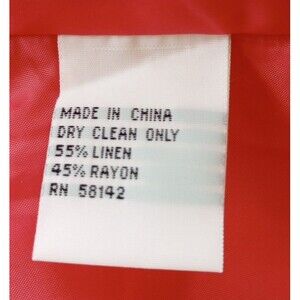 MADE IN CHINA
DRY CLEAN ONLY
55% LINEN
45% RAYON
RN 58142